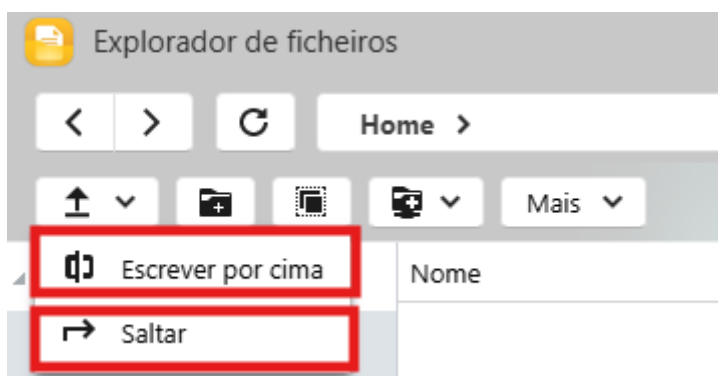 Explorador de ficheiros
Home
Mais
Escrever por cima
Nome
Saltar